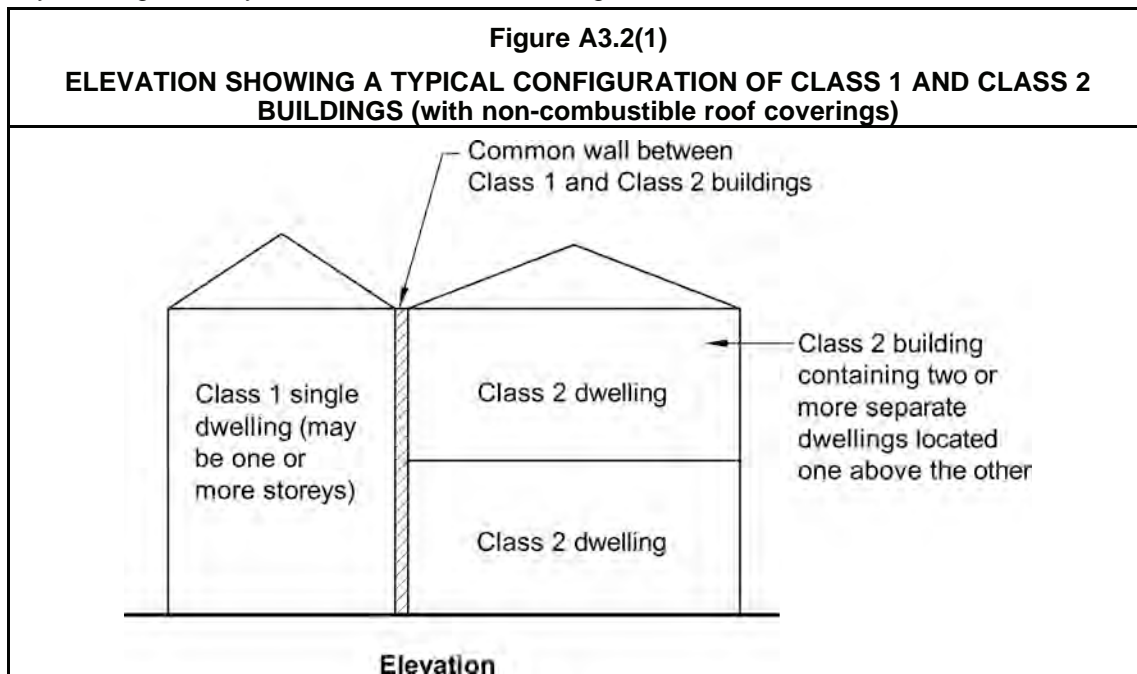 Figure A3.2(1)
ELEVATION SHOWING A TYPICAL CONFIGURATION OF CLASS 1 AND CLASS 2
BUILDINGS (with non-combustible roof coverings)
Common wall between
Class 1 and Class 2 buildings
Class 1 single
dwelling (may
be one or
more storeys)
Class 2 dwelling
Class 2 dwelling
Class 2 building
containing two or
more separate
dwellings located
one above the other
Elevation